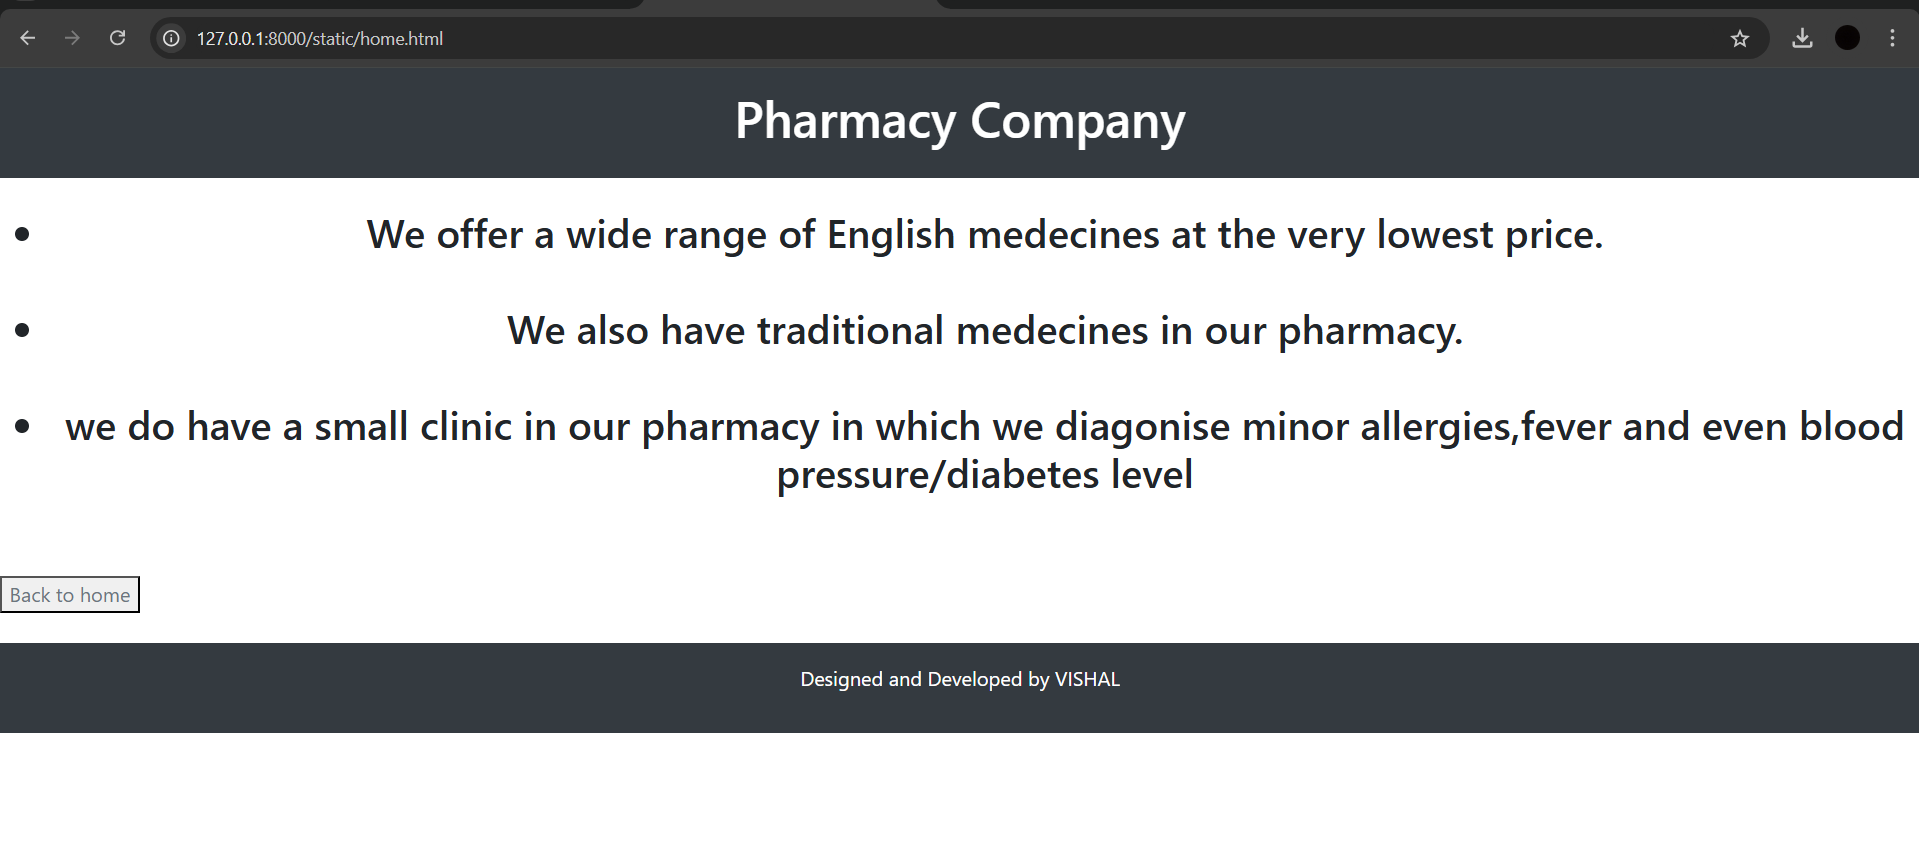 127.0.0.1:8000/static/home.html
Pharmacy Company
We offer a wide range of English medecines at the very lowest price.
We also have traditional medecines in our pharmacy.
we do have a small clinic in our pharmacy in which we diagonise minor allergies,fever and even blood
pressure/diabetes level
Back to home
Designed and Developed by VISHAL